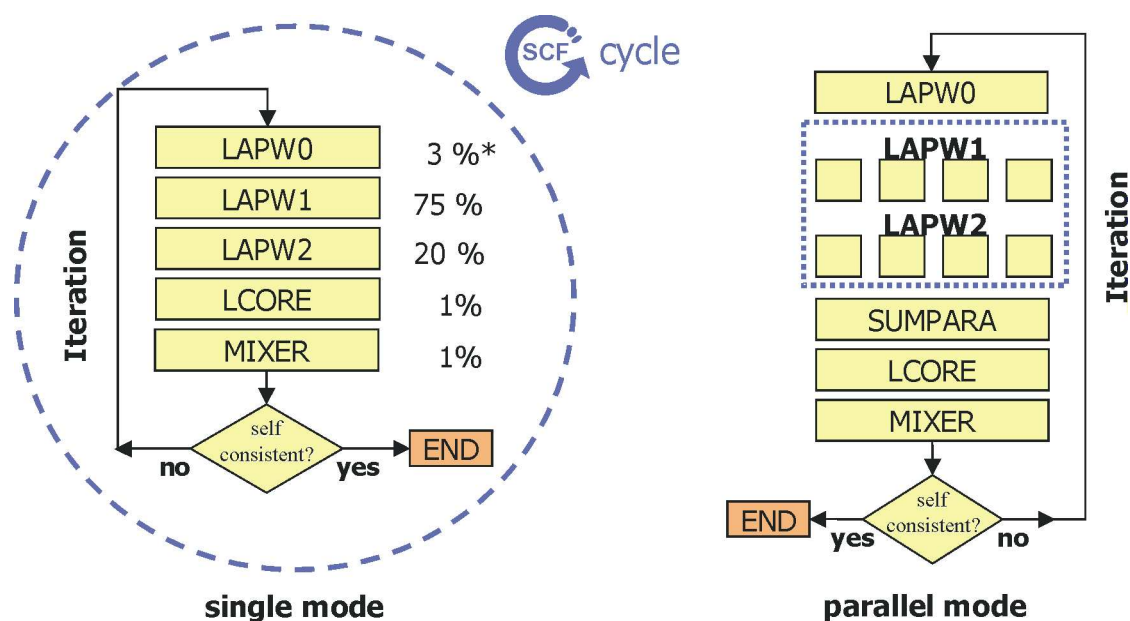 SCF cycle
LAPW0 3 %*
LAPW1 75 %
LAPW2 20 %
LCORE 1%
MIXER 1%
Iteration
self
consistent?
no yes END
single mode
LAPW0
LAPW1
LAPW2
SUMPARA
LCORE
MIXER
Iteration
self
consistent?
END yes no
parallel mode